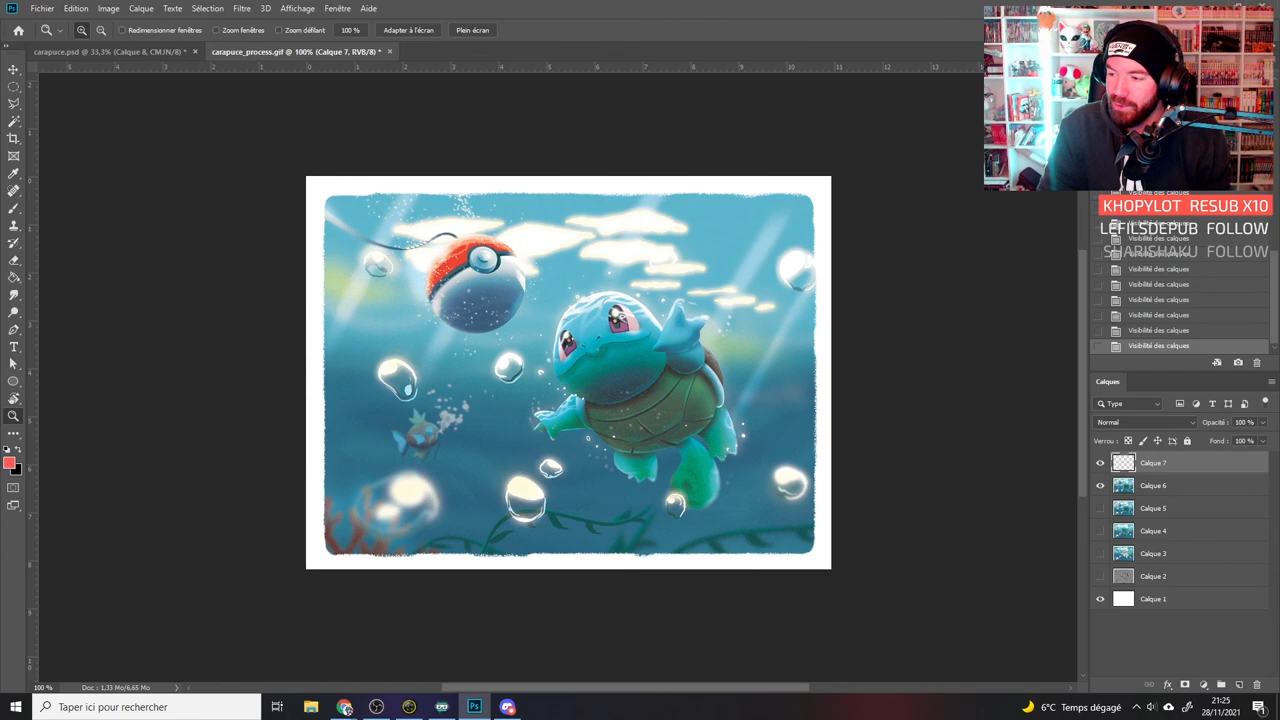 Fichier Edition Image Calque Texte Sélection Filtre 3D Affichage Fenêtre Aide
Redimensionner fenêtres Zoom fenêtres Zoom défilant 100 % Adapter à l'écran Plein écran
carapuce.psd @ 33,3% (Calque 8, CMJN/8) * × carapuce_process.gif @ 100% (Calque 7, RVB/8) * ×
Visibilité des calques
KHOPYLOT RESUB X10
LEFILSDEPUB FOLLOW
Visibilité des calques
SHARISHAKU FOLLOW
Visibilité des calques
Visibilité des calques
Visibilité des calques
Visibilité des calques
Visibilité des calques
Visibilité des calques
Calques
Type
Normal Opacité : 100 %
Verrou : Fond : 100 %
Calque 7
Calque 6
Calque 5
Calque 4
Calque 3
Calque 2
Calque 1
100 % Doc : 1,33 Mo/6,65 Mo
Taper ici pour rechercher
Ps
6°C Temps dégagé
21:25
28/11/2021